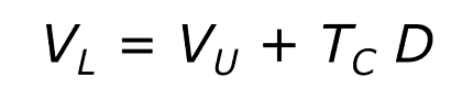 V_L = V_U + T_C D